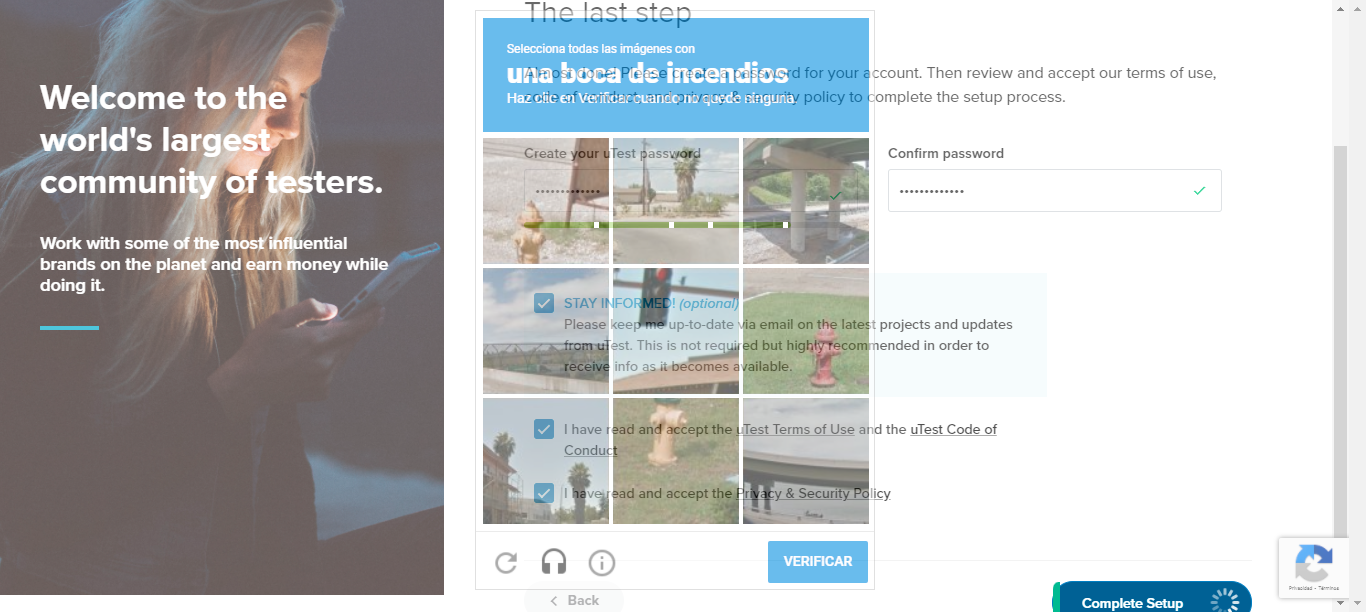 Welcome to the
world's largest
community of testers.
Work with some of the most influential
brands on the planet and earn money while
doing it.
The last step
Almost done! Please create a password for your account. Then review and accept our terms of use,
code of conduct, and privacy & security policy to complete the setup process.
Selecciona todas las imágenes con
una boca de incendios
Haz clic en Verificar cuando no quede ninguna.
Create your uTest password
Confirm password
STAY INFORMED! (optional)
Please keep me up-to-date via email on the latest projects and updates
from uTest. This is not required but highly recommended in order to
receive info as it becomes available.
I have read and accept the uTest Terms of Use and the uTest Code of
Conduct
I have read and accept the Privacy & Security Policy
VERIFICAR
Back
Complete Setup
Privacidad - Términos